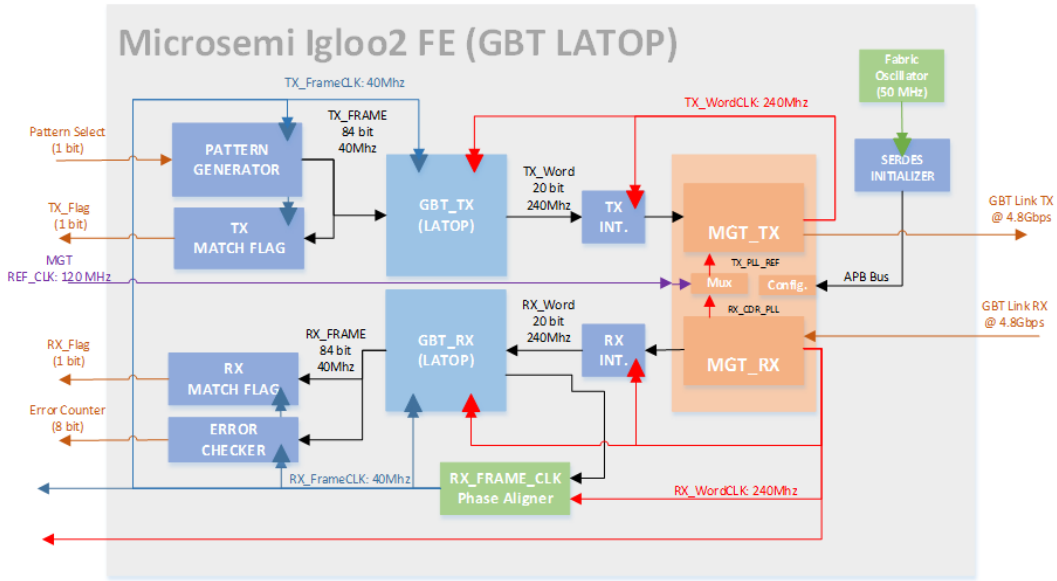 Microsemi Igloo2 FE (GBT LATOP)
Fabric
Oscillator
(50 MHz)
TX_FrameCLK: 40Mhz
TX_WordCLK: 240Mhz
TX_FRAME
84 bit
40Mhz
Pattern Select
(1 bit)
PATTERN
GENERATOR
SERDES
INITIALIZER
TX_Word
20 bit
240Mhz
GBT_TX
(LATOP)
TX
INT.
MGT_TX
GBT Link TX
@ 4.8Gbps
TX_Flag
(1 bit)
TX
MATCH FLAG
MGT
REF_CLK: 120 MHz
TX_PLL_REF
Mux
Config.
APB Bus
RX_CDR_PLL
GBT Link RX
@ 4.8Gbps
RX_Word
20 bit
240Mhz
GBT_RX
(LATOP)
RX
INT.
MGT_RX
RX_FRAME
84 bit
40Mhz
RX_Flag
(1 bit)
RX
MATCH FLAG
Error Counter
(8 bit)
ERROR
CHECKER
RX_FrameCLK: 40Mhz
RX_FRAME_CLK
Phase Aligner
RX_WordCLK: 240Mhz